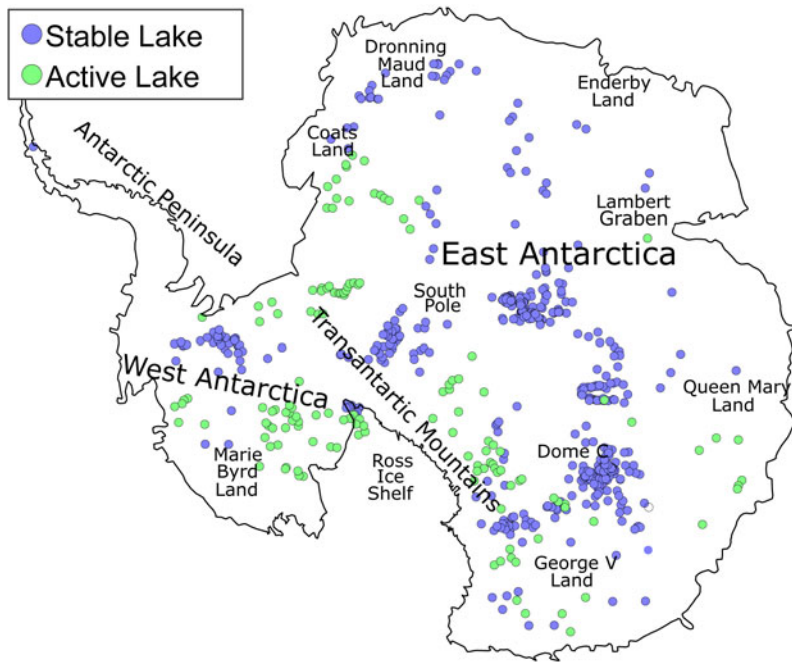 Stable Lake
Active Lake
Dronning
Maud
Land
Enderby
Land
Antarctic Peninsula
Coats
Land
Lambert
Graben
East Antarctica
South
Pole
Transantartic Mountains
West Antarctica
Queen Mary
Land
Marie
Byrd
Land
Ross
Ice
Shelf
Dome C
George V
Land